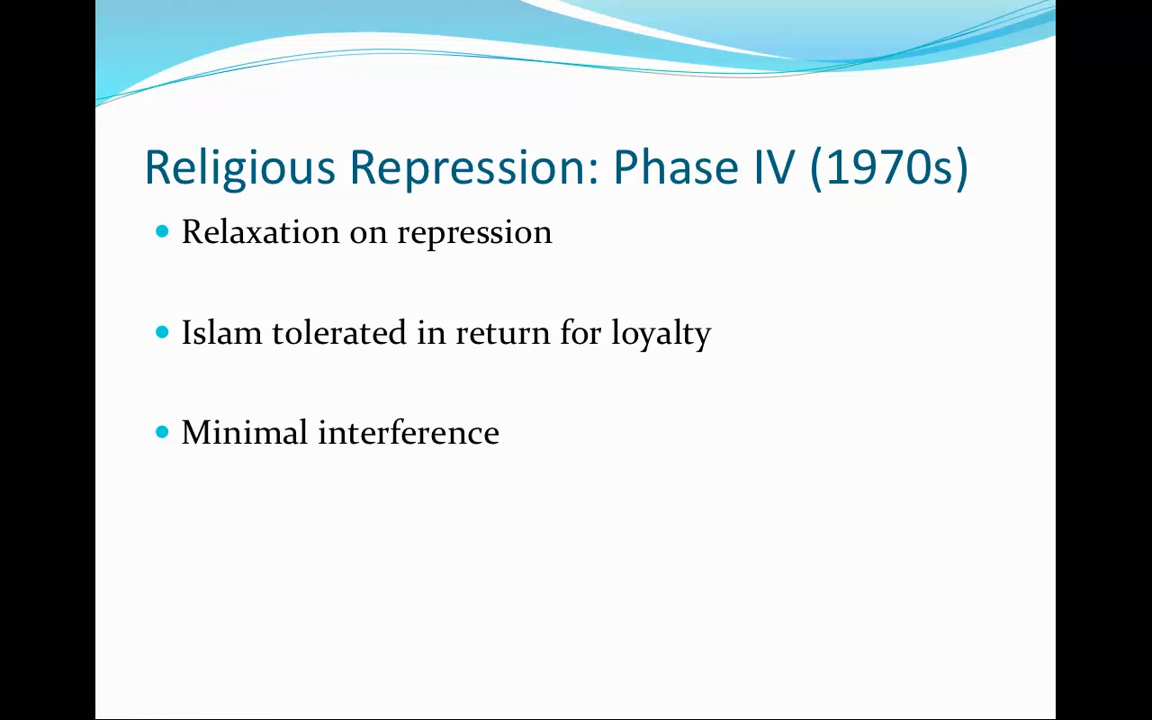 Religious Repression: Phase IV (1970s)
Relaxation on repression
Islam tolerated in return for loyalty
Minimal interference